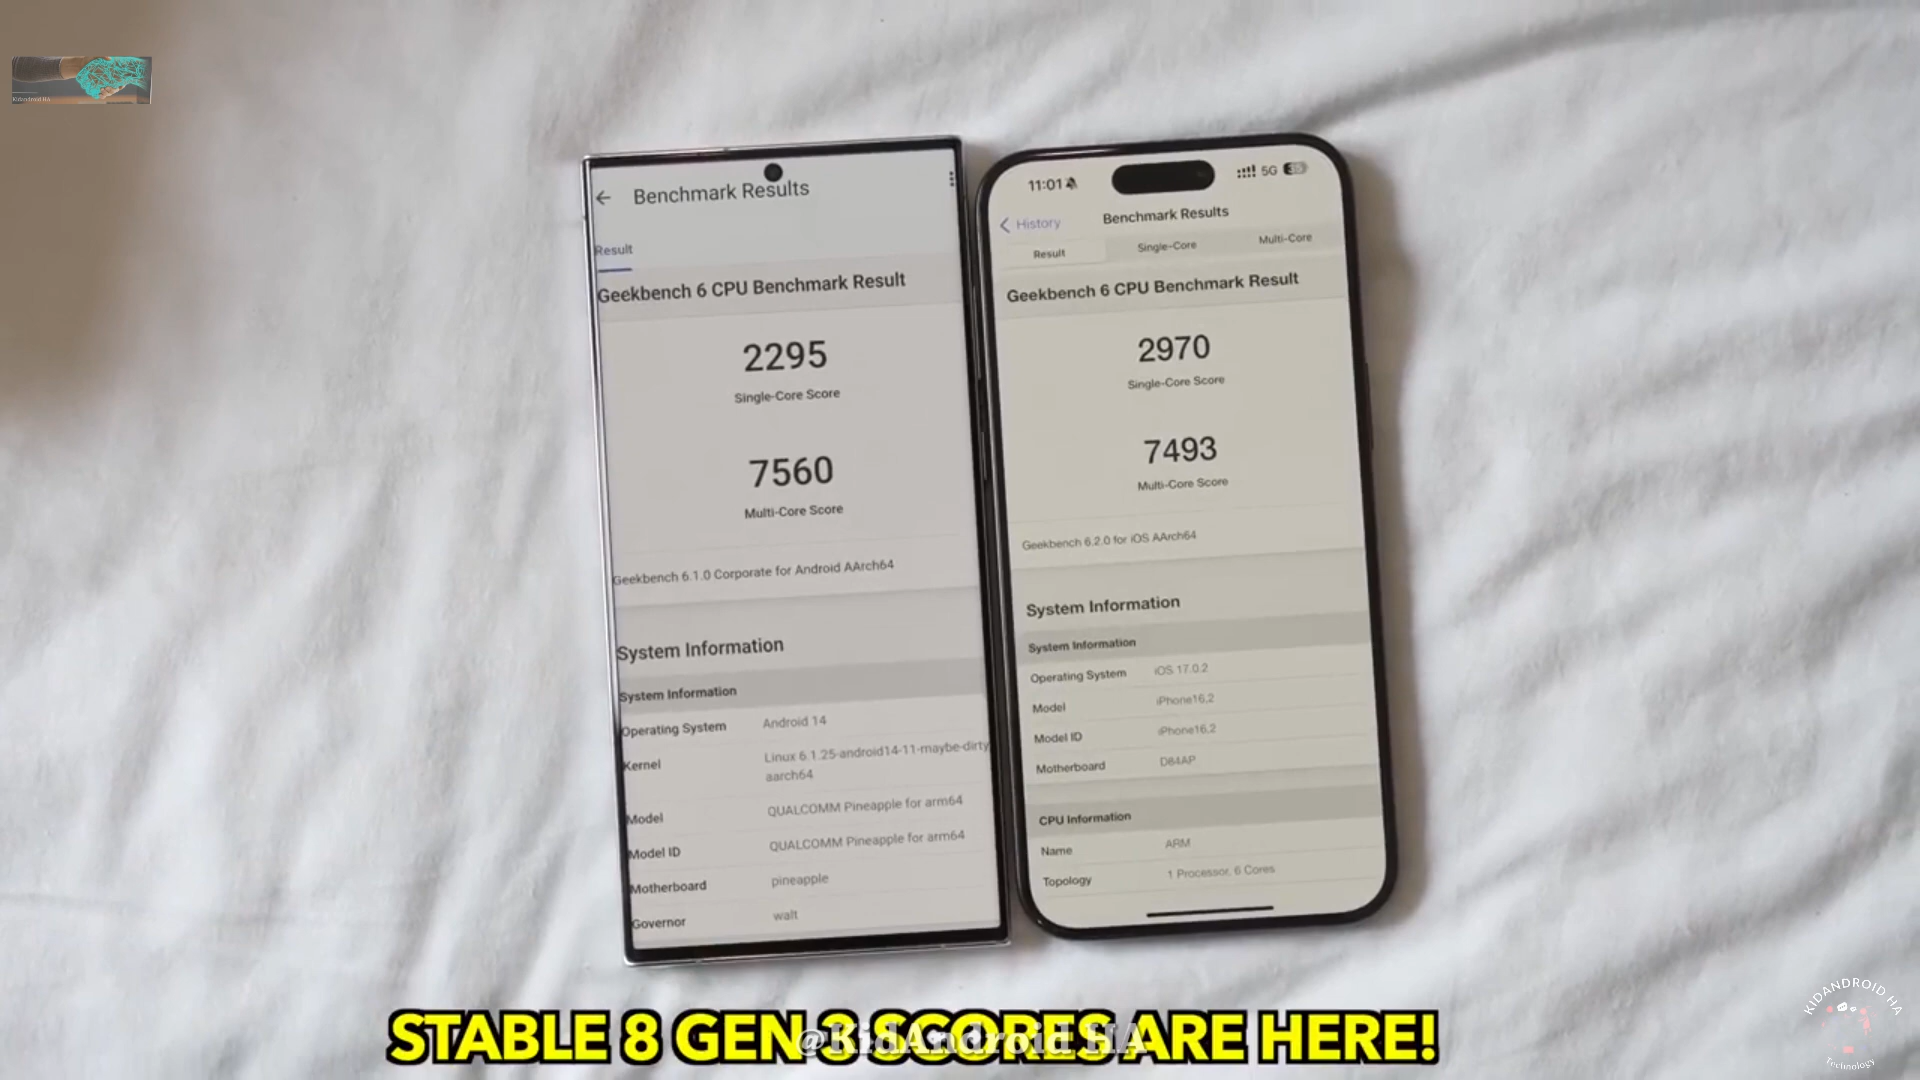 Kidandroid HA
Benchmark Results
Result
Geekbench 6 CPU Benchmark Result
2295
Single-Core Score
7560
Multi-Core Score
Geekbench 6.1.0 Corporate for Android AArch64
System Information
System Information
Operating System Android 14
Kernel Linux 6.1.25-android14-11-maybe-dirty
aarch64
Model QUALCOMM Pineapple for arm64
Model ID QUALCOMM Pineapple for arm64
Motherboard pineapple
Governor walt
11:01 5G
History Benchmark Results
Result Single-Core Multi-Core
Geekbench 6 CPU Benchmark Result
2970
Single-Core Score
7493
Multi-Core Score
Geekbench 6.2.0 for iOS AArch64
System Information
System Information
Operating System iOS 17.0.2
Model iPhone16,2
Model ID iPhone16,2
Motherboard D84AP
CPU Information
Name ARM
Topology 1 Processor, 6 Cores
STABLE 8 GEN 3 SCORES ARE HERE!
@KidAndroid HA
KIDANDROID HA
Technology